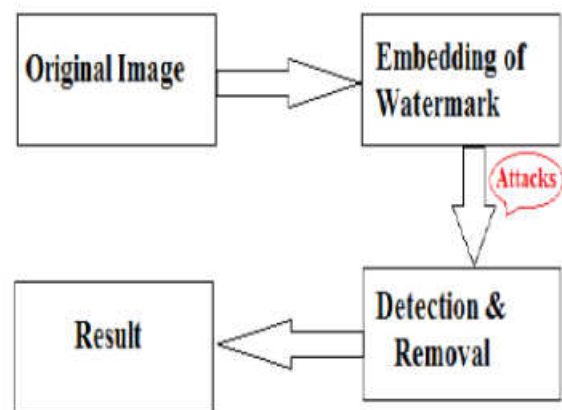 Original Image
Embedding of
Watermark
Attacks
Detection &
Removal
Result